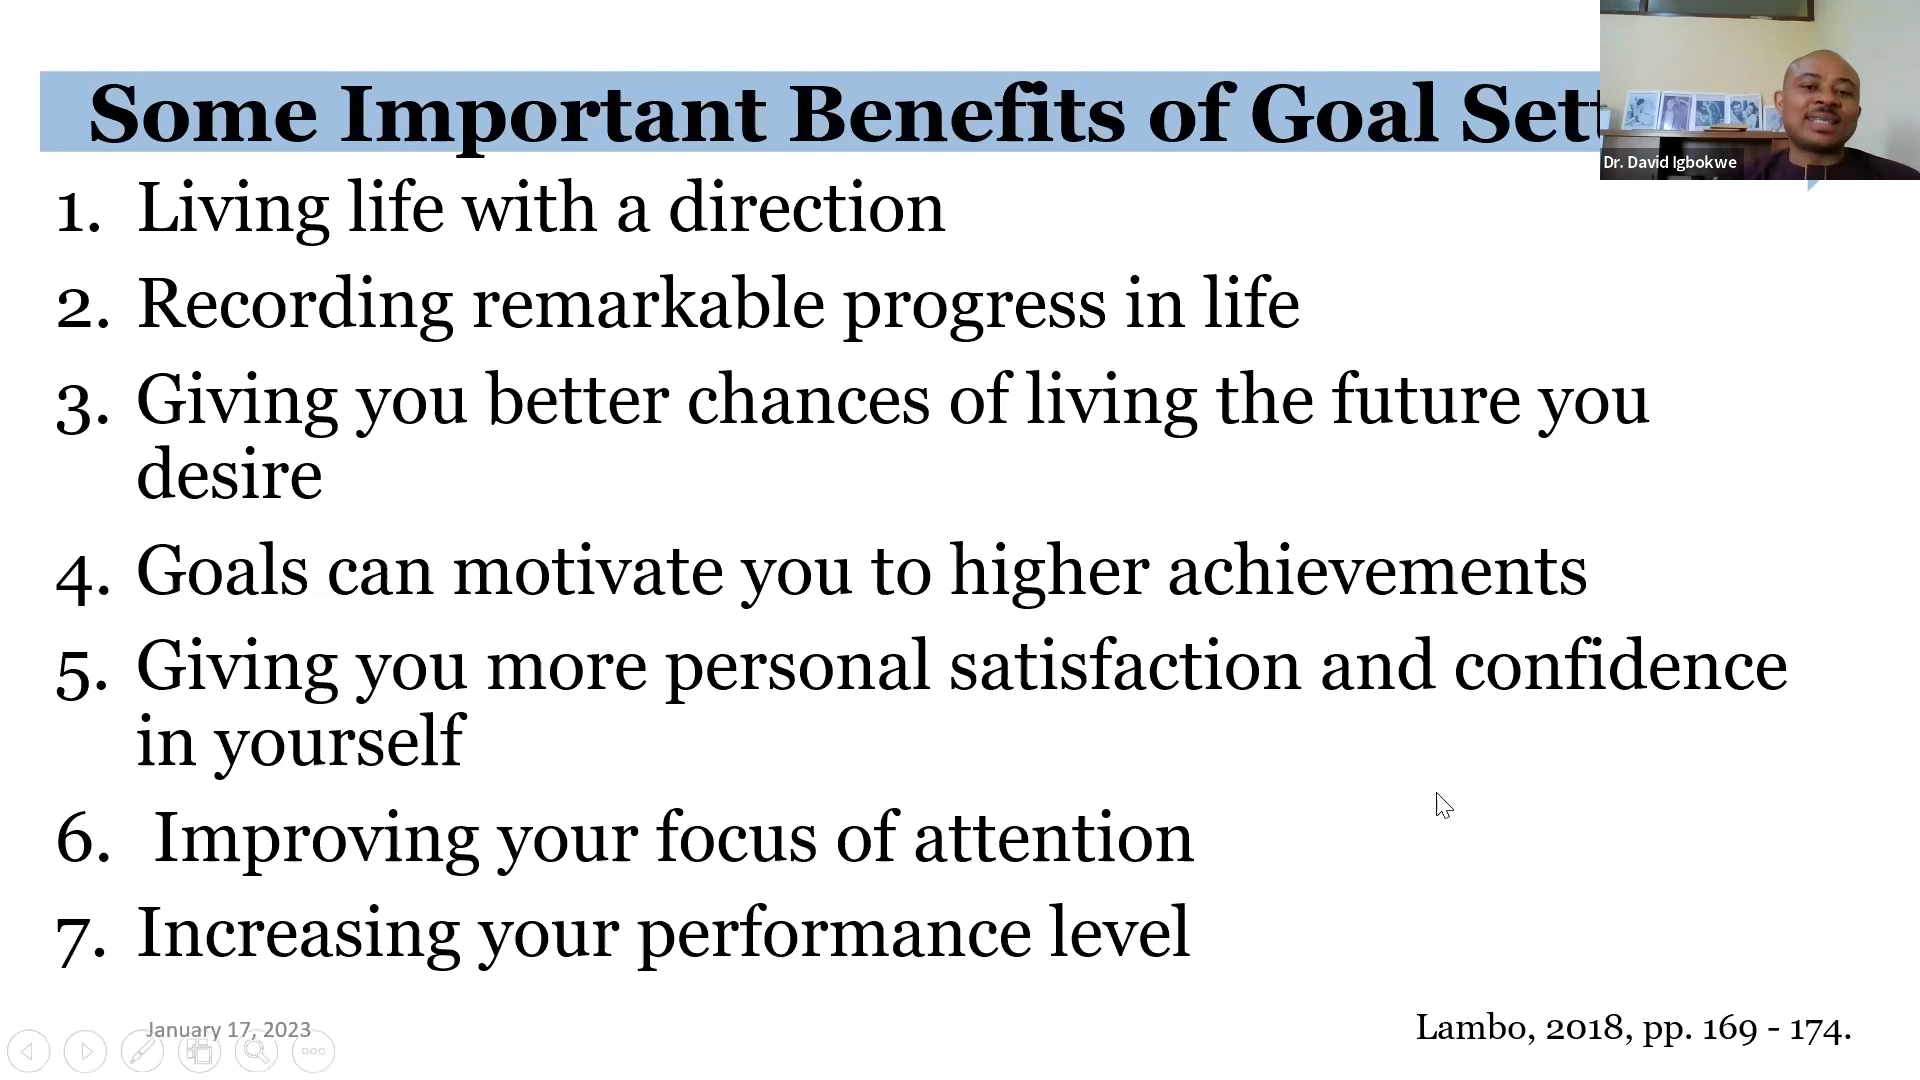 Some Important Benefits of Goal Sett
Dr. David Igbokwe
1. Living life with a direction
2. Recording remarkable progress in life
3. Giving you better chances of living the future you
desire
4. Goals can motivate you to higher achievements
5. Giving you more personal satisfaction and confidence
in yourself
6. Improving your focus of attention
7. Increasing your performance level
January 17, 2023
Lambo, 2018, pp. 169 - 174.